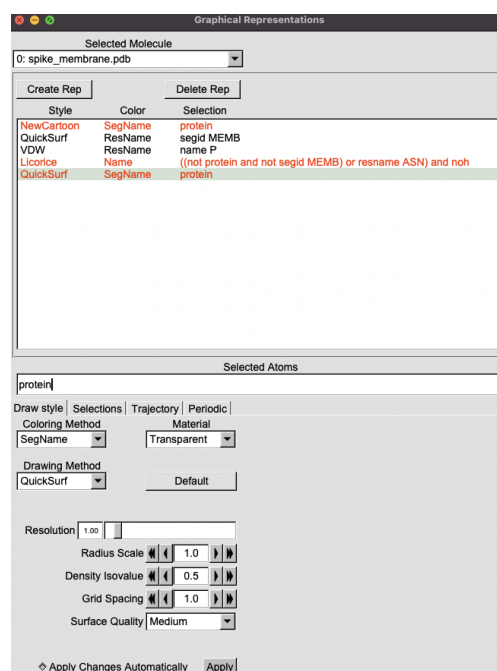 Graphical Representations
Selected Molecule
0: spike_membrane.pdb
Create Rep Delete Rep
Style Color Selection
NewCartoon SegName protein
QuickSurf ResName segid MEMB
VDW ResName name P
Licorice Name ((not protein and not segid MEMB) or resname ASN) and noh
QuickSurf SegName protein
Selected Atoms
protein
Draw style Selections Trajectory Periodic
Coloring Method Material
SegName Transparent
Drawing Method
QuickSurf Default
Resolution 1.00
Radius Scale 1.0
Density Isovalue 0.5
Grid Spacing 1.0
Surface Quality Medium
Apply Changes Automatically Apply